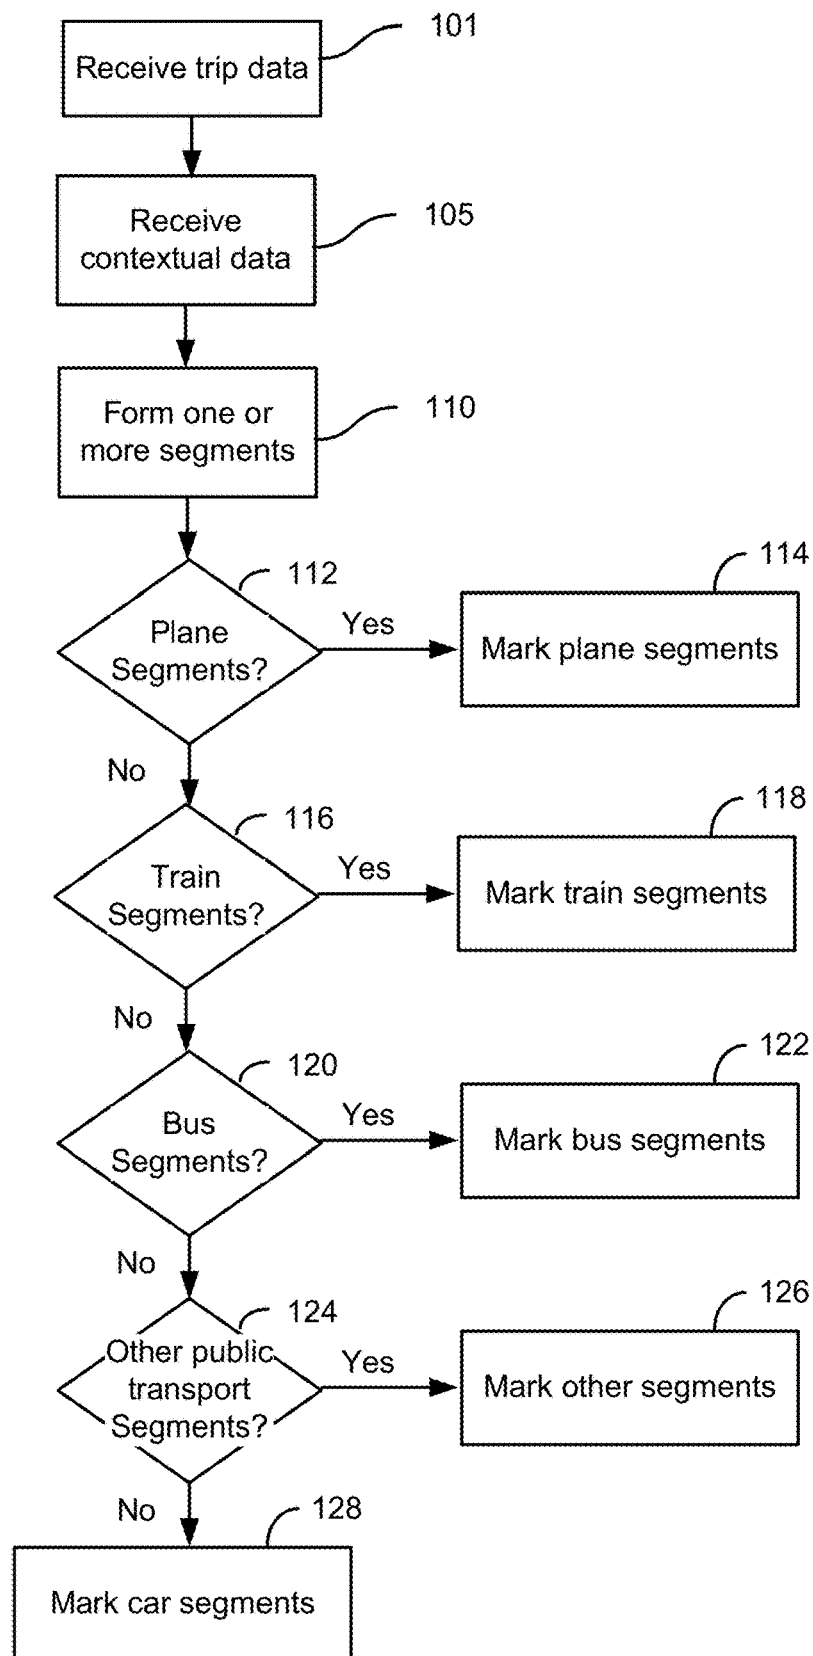 101
Receive trip data
105
Receive
contextual data
110
Form one or
more segments
112
114
Plane
Segments?
Yes
Mark plane segments
No
116
118
Train
Segments?
Yes
Mark train segments
No
120
122
Bus
Segments?
Yes
Mark bus segments
No
124
126
Other public
transport
Segments?
Yes
Mark other segments
No
128
Mark car segments